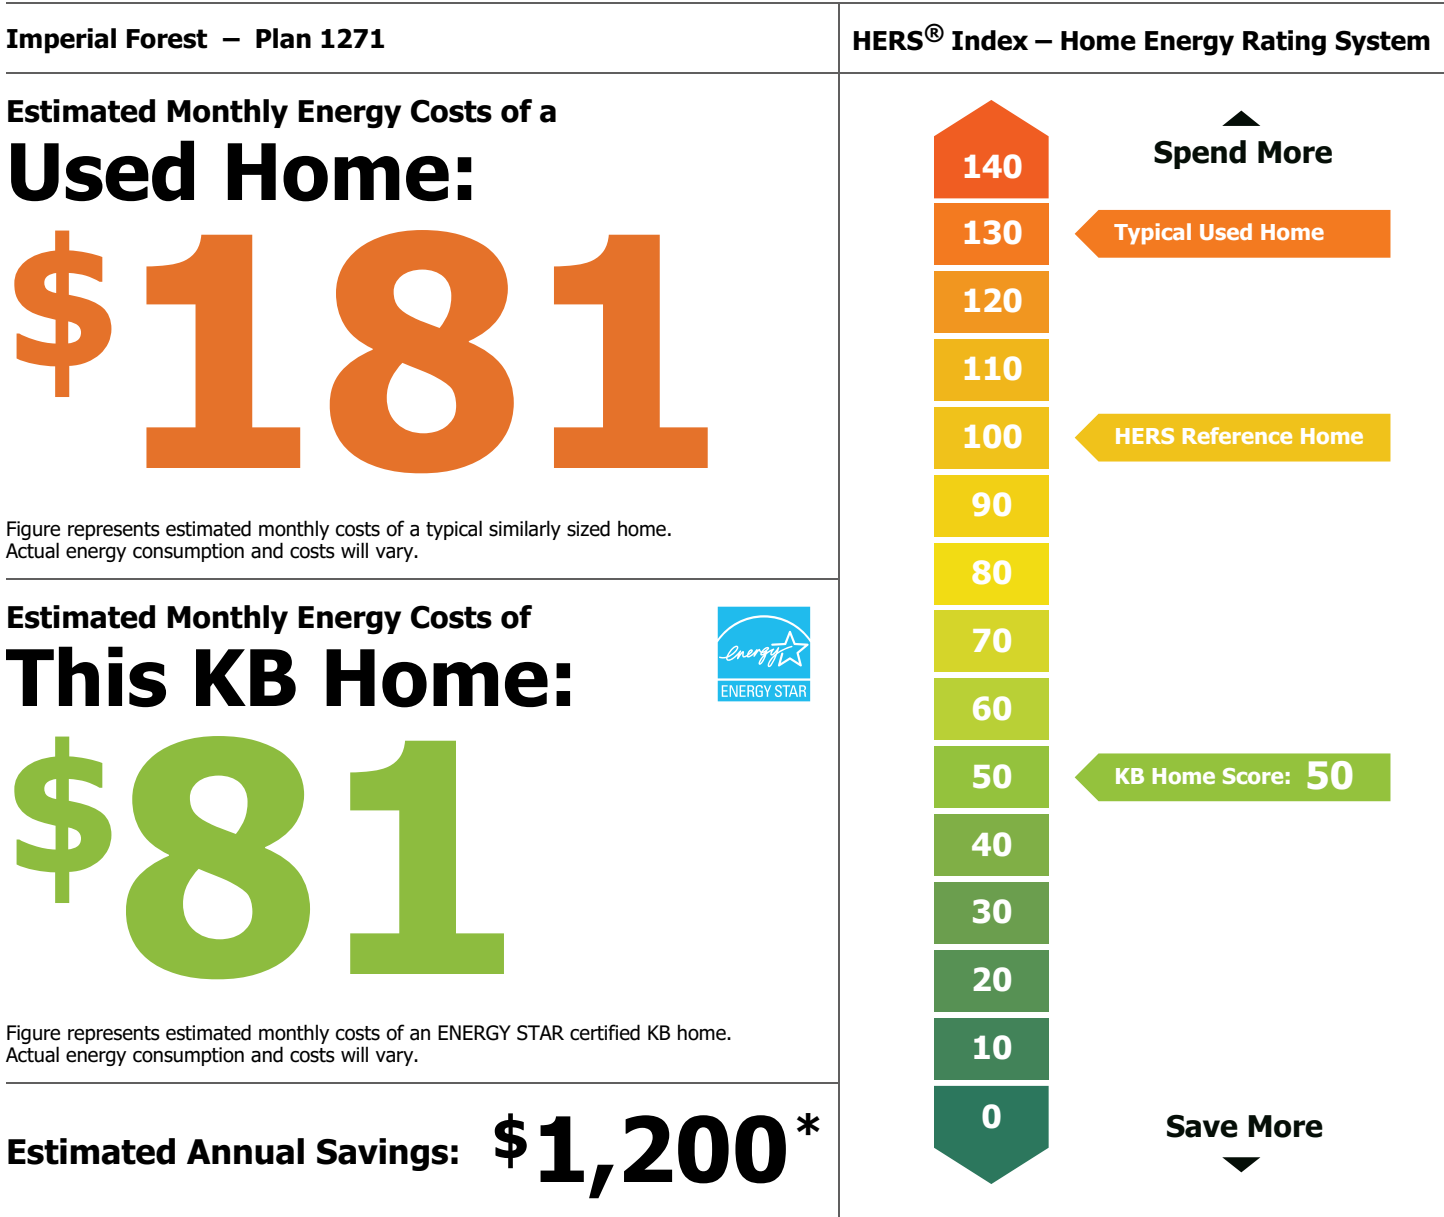 Imperial Forest – Plan 1271
Estimated Monthly Energy Costs of a
Used Home:
$181
Figure represents estimated monthly costs of a typical similarly sized home.
Actual energy consumption and costs will vary.
Estimated Monthly Energy Costs of
This KB Home:
energy
ENERGY STAR
$81
Figure represents estimated monthly costs of an ENERGY STAR certified KB home.
Actual energy consumption and costs will vary.
Estimated Annual Savings: $1,200*
HERS® Index – Home Energy Rating System
Spend More
140
130
Typical Used Home
120
110
100
HERS Reference Home
90
80
70
60
50
KB Home Score: 50
40
30
20
10
0
Save More